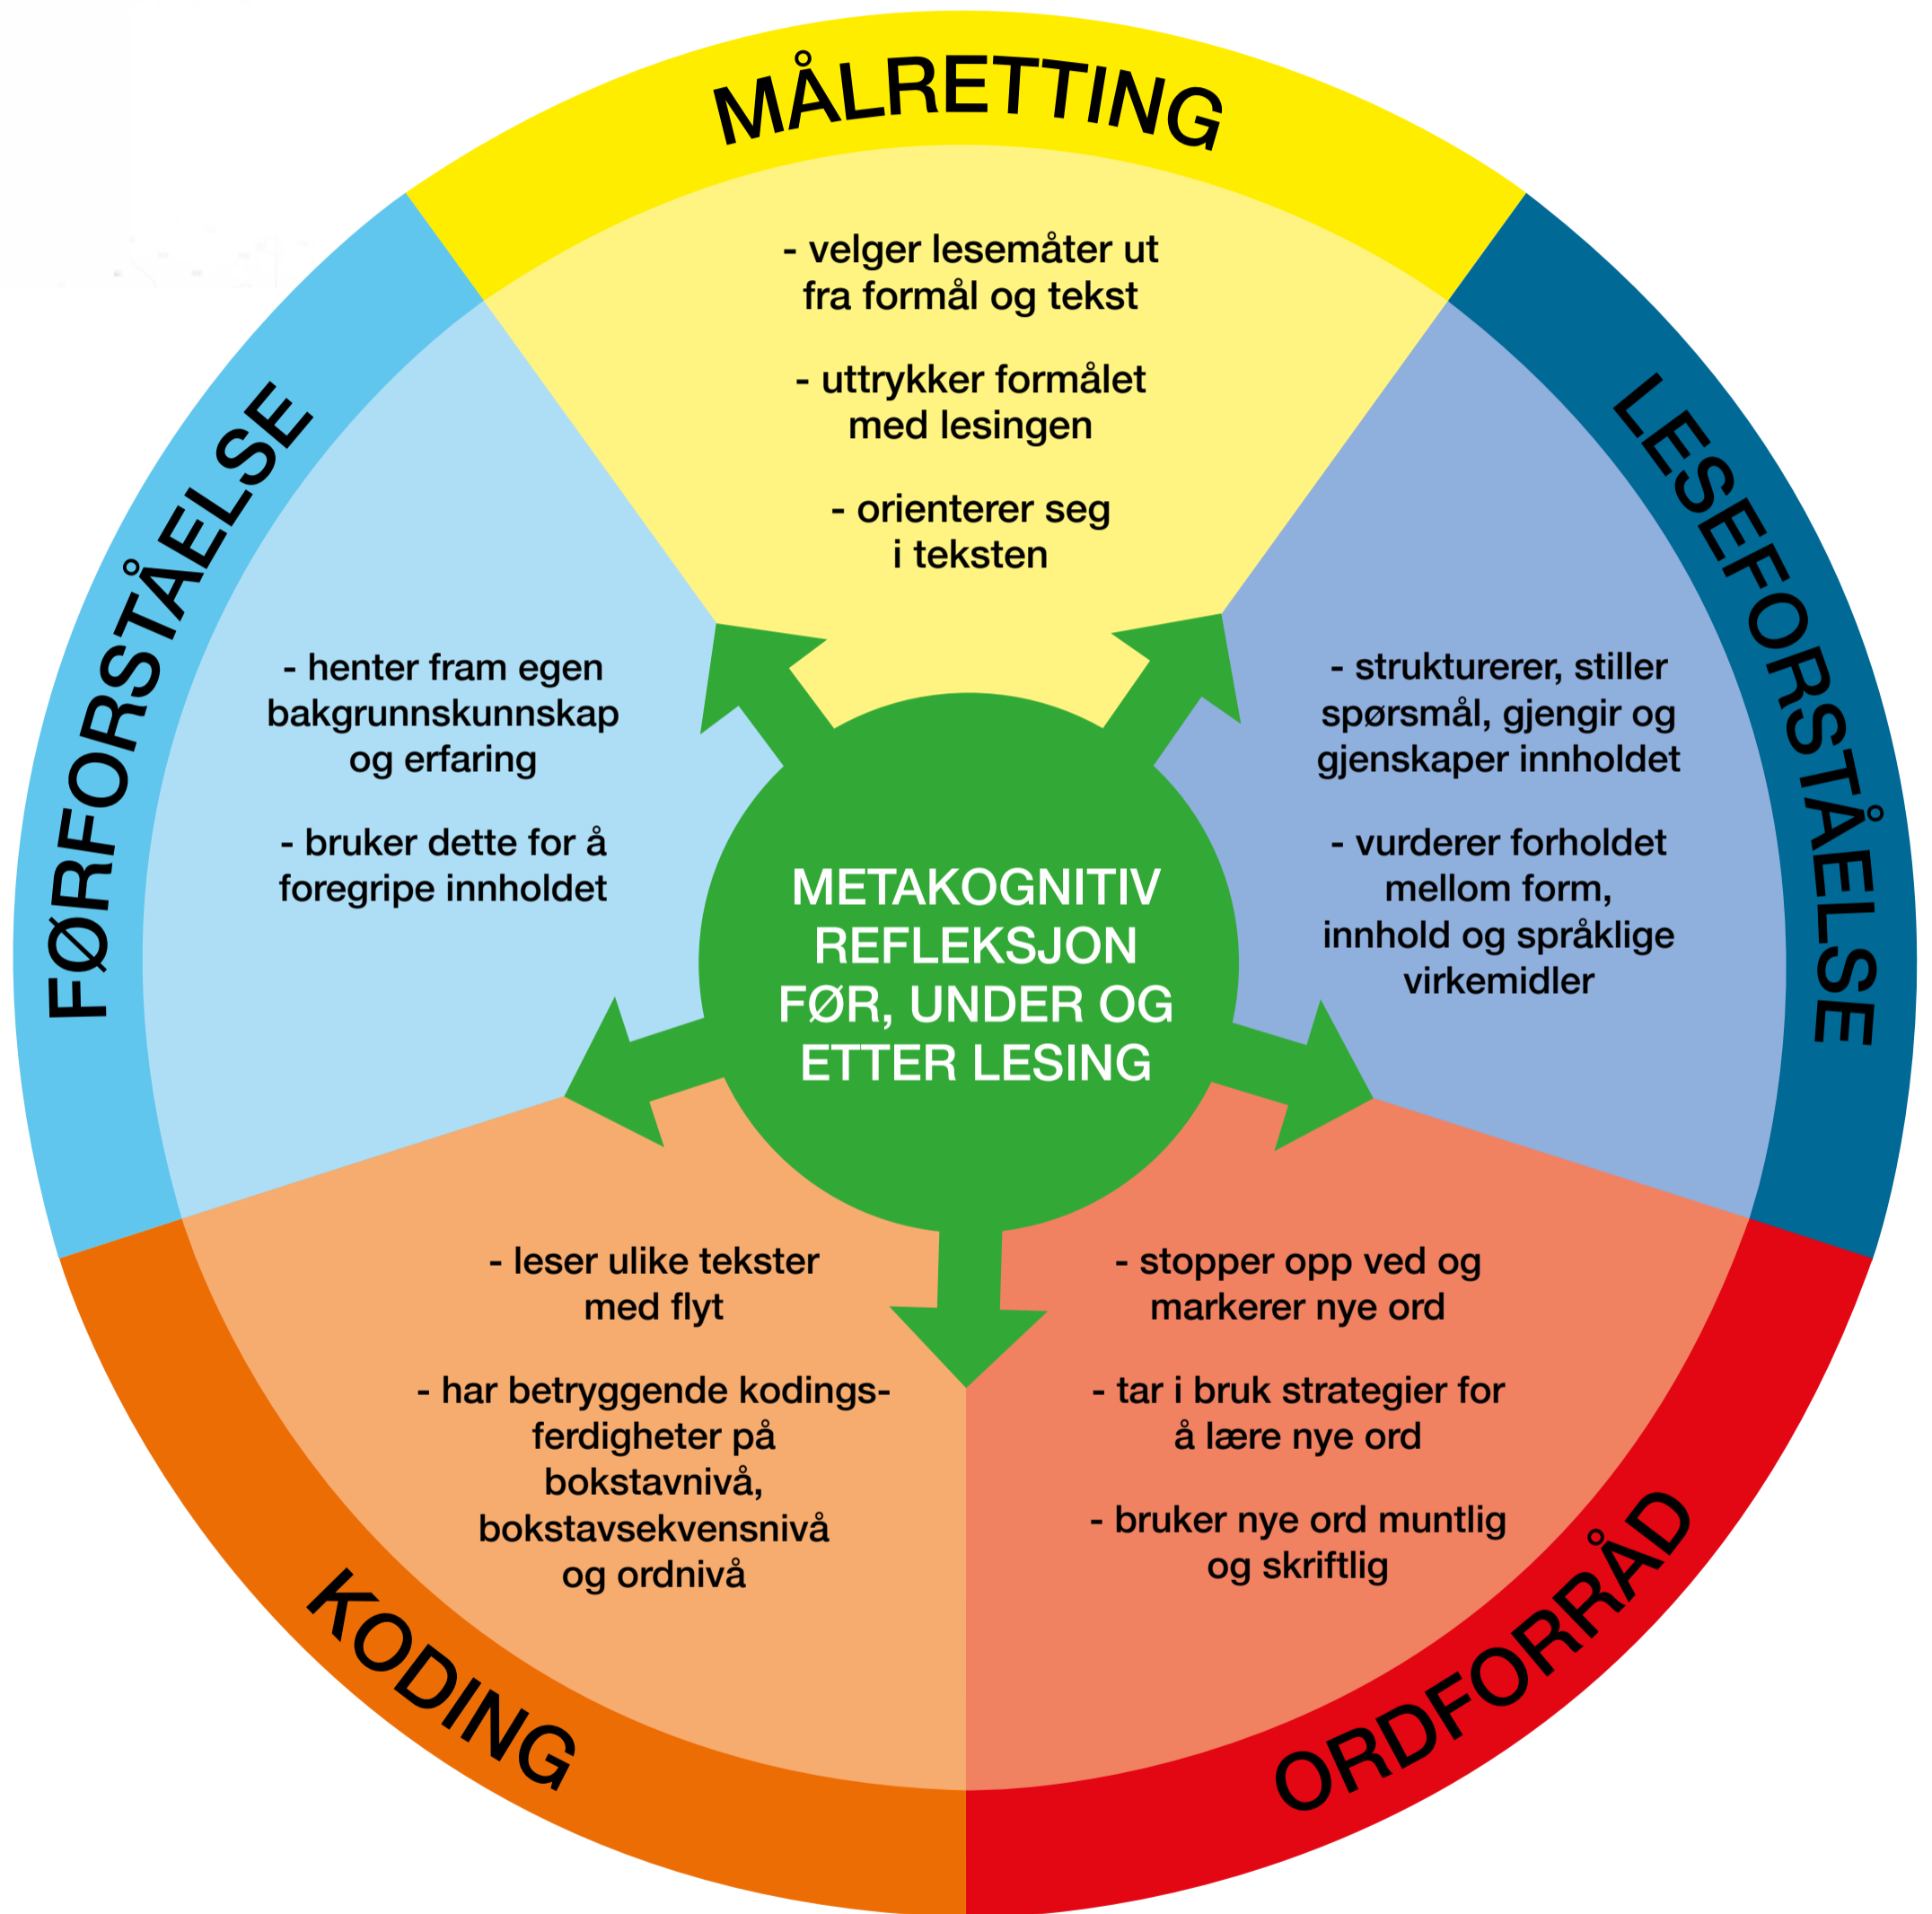 MÅLRETTING
- velger lesemåter ut
fra formål og tekst
- uttrykker formålet
med lesingen
- orienterer seg
i teksten
LESEFORSTÅELSE
- strukturerer, stiller
spørsmål, gjengir og
gjenskaper innholdet
- vurderer forholdet
mellom form,
innhold og språklige
virkemidler
ORDFORRÅD
- stopper opp ved og
markerer nye ord
- tar i bruk strategier for
å lære nye ord
- bruker nye ord muntlig
og skriftlig
KODING
- leser ulike tekster
med flyt
- har betryggende kodings-
ferdigheter på
bokstavnivå,
bokstavsekvensnivå
og ordnivå
FØRFORSTÅELSE
- henter fram egen
bakgrunnskunnskap
og erfaring
- bruker dette for å
foregripe innholdet
METAKOGNITIV
REFLEKSJON
FØR, UNDER OG
ETTER LESING